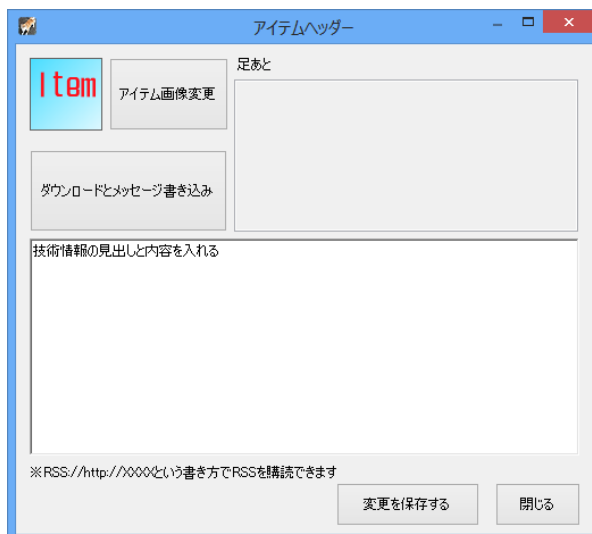 アイテムヘッダー
Item
アイテム画像変更
足あと
ダウンロードとメッセージ書き込み
技術情報の見出しと内容を入れる
※RSS://http://XXXXという書き方でRSSを購読できます
変更を保存する
閉じる